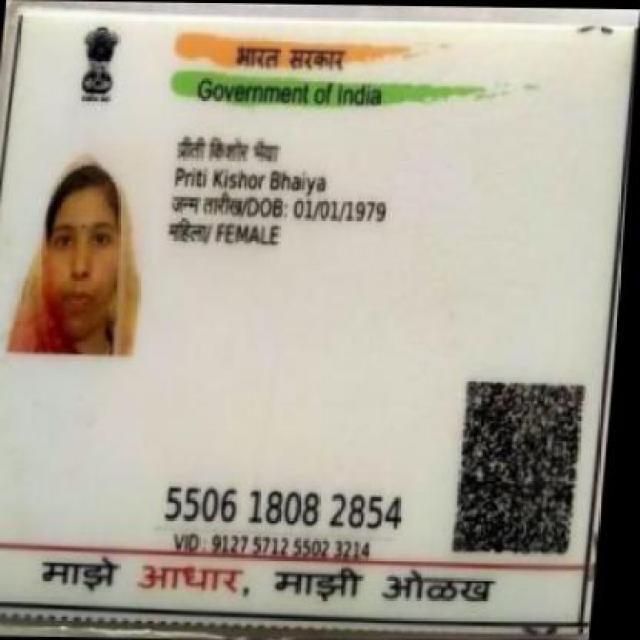 भारत सरकार
Government of India
प्रीती किशोर भैया
Priti Kishor Bhaiya
जन्म तारीख/DOB: 01/01/1979
महिला/ FEMALE
5506 1808 2854
VID : 9127 5712 5502 3214
माझे आधार, माझी ओळख